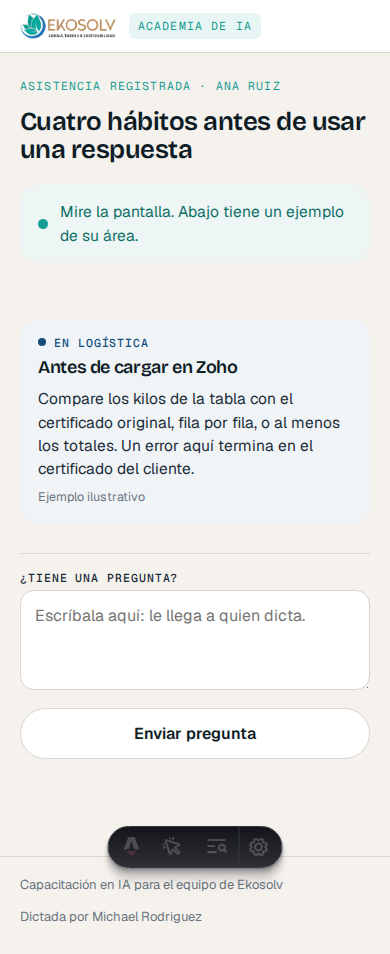 EKOSOLV
ACADEMIA DE IA
ASISTENCIA REGISTRADA · ANA RUIZ
Cuatro hábitos antes de usar
una respuesta
Mire la pantalla. Abajo tiene un ejemplo
de su área.
EN LOGÍSTICA
Antes de cargar en Zoho
Compare los kilos de la tabla con el
certificado original, fila por fila, o al menos
los totales. Un error aquí termina en el
certificado del cliente.
Ejemplo ilustrativo
¿TIENE UNA PREGUNTA?
Escríbala aquí: le llega a quien dicta.
Enviar pregunta
Capacitación en IA para el equipo de Ekosolv
Dictada por Michael Rodriguez